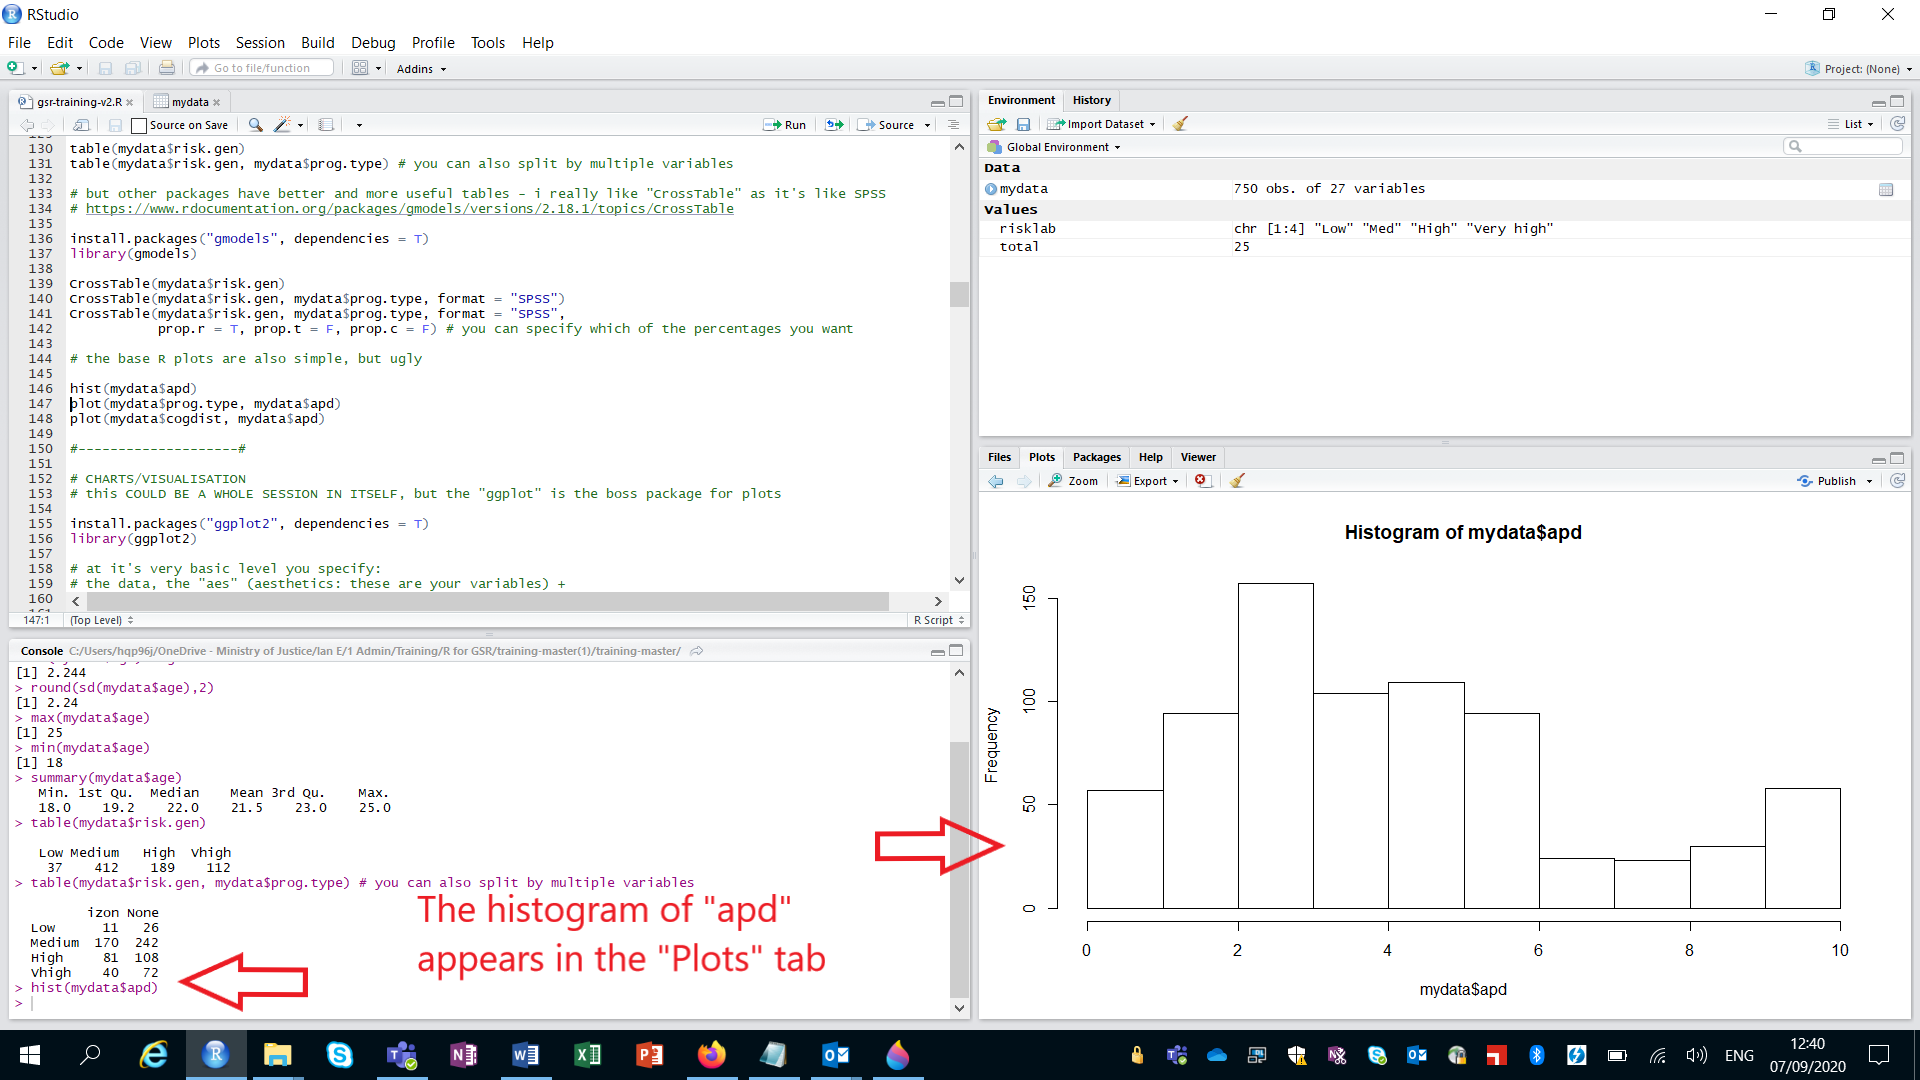 RStudio
File Edit Code View Plots Session Build Debug Profile Tools Help
Go to file/function Addins Project: (None)
gsr-training-v2.R mydata
Source on Save Run Source
130 table(mydata$risk.gen)
131 table(mydata$risk.gen, mydata$prog.type) # you can also split by multiple variables
132
133 # but other packages have better and more useful tables - i really like "CrossTable" as it's like SPSS
134 # https://www.rdocumentation.org/packages/gmodels/versions/2.18.1/topics/CrossTable
135
136 install.packages("gmodels", dependencies = T)
137 library(gmodels)
138
139 CrossTable(mydata$risk.gen)
140 CrossTable(mydata$risk.gen, mydata$prog.type, format = "SPSS")
141 CrossTable(mydata$risk.gen, mydata$prog.type, format = "SPSS",
142 prop.r = T, prop.t = F, prop.c = F) # you can specify which of the percentages you want
143
144 # the base R plots are also simple, but ugly
145
146 hist(mydata$apd)
147 plot(mydata$prog.type, mydata$apd)
148 plot(mydata$cogdist, mydata$apd)
149
150 #--------------------#
151
152 # CHARTS/VISUALISATION
153 # this COULD BE A WHOLE SESSION IN ITSELF, but the "ggplot" is the boss package for plots
154
155 install.packages("ggplot2", dependencies = T)
156 library(ggplot2)
157
158 # at it's very basic level you specify:
159 # the data, the "aes" (aesthetics: these are your variables) +
160
147:1 (Top Level) R Script
Console C:/Users/hqp96j/OneDrive - Ministry of Justice/Ian E/1 Admin/Training/R for GSR/training-master(1)/training-master/
[1] 2.244
> round(sd(mydata$age),2)
[1] 2.24
> max(mydata$age)
[1] 25
> min(mydata$age)
[1] 18
> summary(mydata$age)
Min. 1st Qu. Median Mean 3rd Qu. Max.
18.0 19.2 22.0 21.5 23.0 25.0
> table(mydata$risk.gen)
Low Medium High Vhigh
37 412 189 112
> table(mydata$risk.gen, mydata$prog.type) # you can also split by multiple variables
izon None
Low 11 26
Medium 170 242
High 81 108
Vhigh 40 72
> hist(mydata$apd)
>
The histogram of "apd"
appears in the "Plots" tab
Environment History
Import Dataset List
Global Environment
Data
mydata 750 obs. of 27 variables
Values
risklab chr [1:4] "Low" "Med" "High" "Very high"
total 25
Files Plots Packages Help Viewer
Zoom Export Publish
Histogram of mydata$apd
Frequency
150
100
50
0
0 2 4 6 8 10
mydata$apd
ENG
12:40
07/09/2020